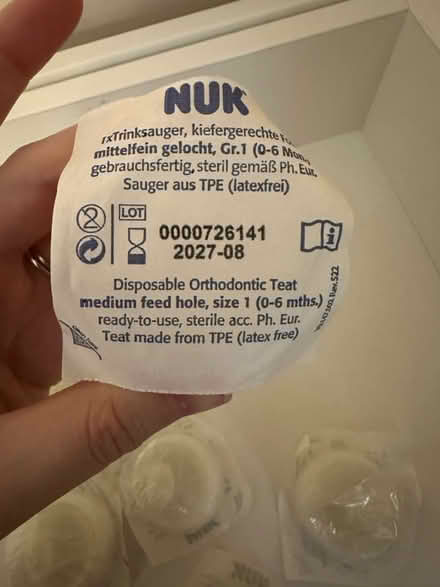 NUK
Trinksauger, kiefergerechte
mittelfein gelocht, Gr.1 (0-6 Mon
gebrauchsfertig, steril gemäß Ph. Eur.
Sauger aus TPE (latexfrei)
2
LOT
0000726141
2027-08
Disposable Orthodontic Teat
medium feed hole, size 1 (0-6 mths.)
ready-to-use, sterile acc. Ph. Eur.
Teat made from TPE (latex free)